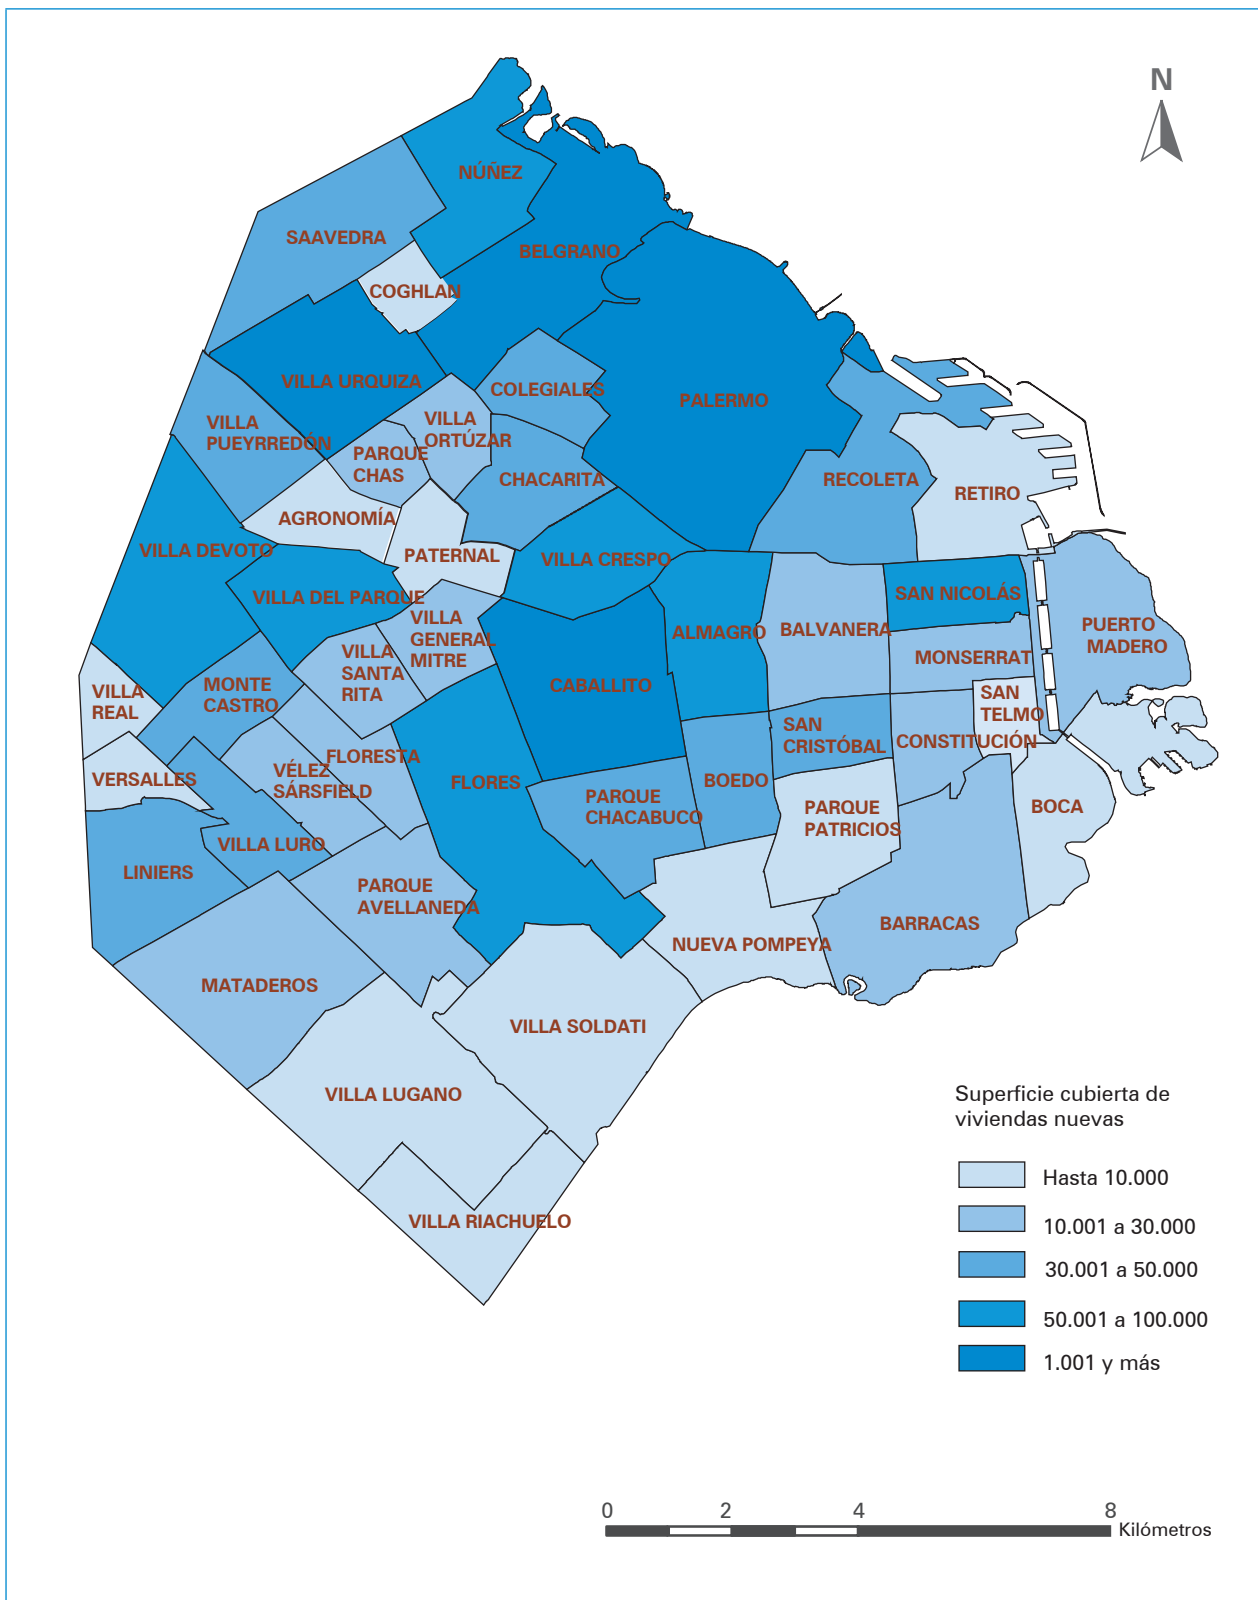 N
NÚÑEZ
SAAVEDRA
BELGRANO
COGHLAN
VILLA URQUIZA
COLEGIALES
PALERMO
VILLA
PUEYRREDÓN
VILLA
ORTÚZAR
PARQUE
CHAS
CHACARITA
RECOLETA
RETIRO
AGRONOMÍA
VILLA DEVOTO
PATERNAL
VILLA CRESPO
VILLA DEL PARQUE
SAN NICOLÁS
VILLA
GENERAL
MITRE
ALMAGRO
BALVANERA
PUERTO
MADERO
VILLA
SANTA
RITA
MONSERRAT
CABALLITO
VILLA
REAL
MONTE
CASTRO
SAN
TELMO
SAN
CRISTÓBAL
CONSTITUCIÓN
FLORESTA
VERSALLES
VÉLEZ
SÁRSFIELD
FLORES
BOEDO
PARQUE
CHACABUCO
PARQUE
PATRICIOS
BOCA
VILLA LURO
LINIERS
PARQUE
AVELLANEDA
BARRACAS
NUEVA POMPEYA
MATADEROS
VILLA SOLDATI
VILLA LUGANO
VILLA RIACHUELO
Superficie cubierta de
viviendas nuevas
Hasta 10.000
10.001 a 30.000
30.001 a 50.000
50.001 a 100.000
1.001 y más
0 2 4 8
Kilómetros